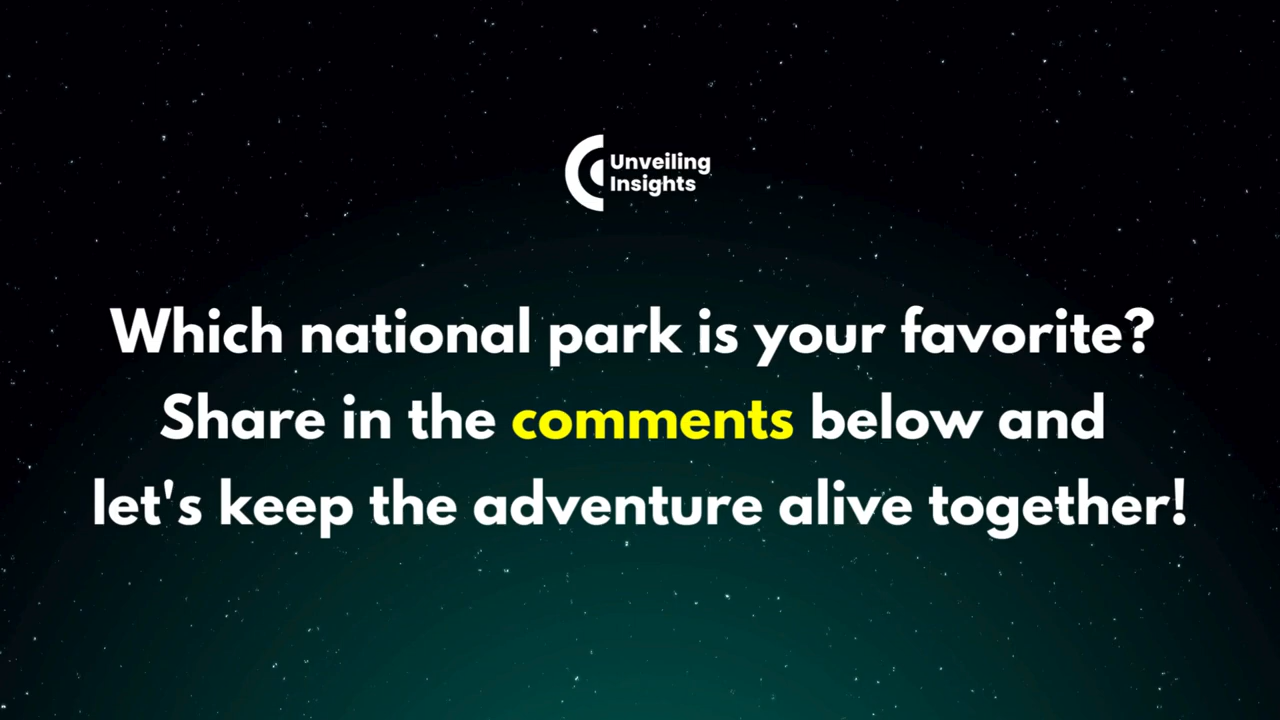 Unveiling
Insights
Which national park is your favorite?
Share in the comments below and
let's keep the adventure alive together!